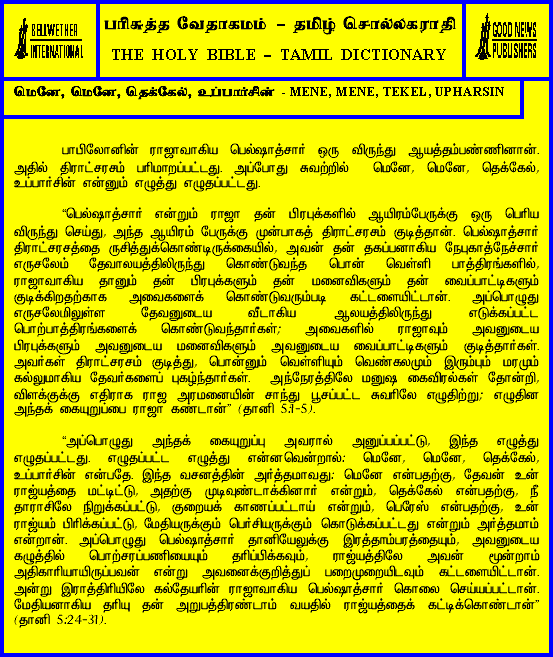 BELLWETHER
INTERNATIONAL
பரிசுத்த வேதாகமம் – தமிழ் சொல்லகராதி
THE HOLY BIBLE – TAMIL DICTIONARY
GOOD NEWS
PUBLISHERS
மெனே, மெனே, தெக்கேல், உப்பார்சின் - MENE, MENE, TEKEL, UPHARSIN
பாபிலோனின் ராஜாவாகிய பெல்ஷாத்சார் ஒரு விருந்து ஆயத்தம்பண்ணினான்.
அதில் திராட்சரசம் பரிமாறப்பட்டது. அப்போது சுவற்றில் மெனே, மெனே, தெக்கேல்,
உப்பார்சின் என்னும் எழுத்து எழுதப்பட்டது.
“பெல்ஷாத்சார் என்னும் ராஜா தன் பிரபுக்களில் ஆயிரம்பேருக்கு ஒரு பெரிய
விருந்து செய்து, அந்த ஆயிரம் பேருக்கு முன்பாகத் திராட்சரசம் குடித்தான். பெல்ஷாத்சார்
திராட்சரசத்தை ருசித்துக்கொண்டிருக்கையில், அவன் தன் தகப்பனாகிய நேபுகாத்நேச்சார்
எருசலேம் தேவாலயத்திலிருந்து கொண்டுவந்த பொன் வெள்ளி பாத்திரங்களில்,
ராஜாவாகிய தானும் தன் பிரபுக்களும் தன் மனைவிகளும் தன் வைப்பாட்டிகளும்
குடிக்கிறதற்காக அவைகளைக் கொண்டுவரும்படி கட்டளையிட்டான். அப்பொழுது
எருசலேமிலுள்ள தேவனுடைய வீடாகிய ஆலயத்திலிருந்து எடுக்கப்பட்ட
பொற்பாத்திரங்களைக் கொண்டுவந்தார்கள்; அவைகளில் ராஜாவும் அவனுடைய
பிரபுக்களும் அவனுடைய மனைவிகளும் அவனுடைய வைப்பாட்டிகளும் குடித்தார்கள்.
அவர்கள் திராட்சரசம் குடித்து, பொன்னும் வெள்ளியும் வெண்கலமும் இரும்பும் மரமும்
கல்லுமாகிய தேவர்களைப் புகழ்ந்தார்கள். அந்நேரத்திலே மனுஷ கைவிரல்கள் தோன்றி,
விளக்குக்கு எதிராக ராஜ அரமனையின் சாந்து பூசப்பட்ட சுவரிலே எழுதிற்று; எழுதின
அந்தக் கையுறுப்பை ராஜா கண்டான்” (தானி 5:1-5).
“அப்பொழுது அந்தக் கையுறுப்பு அவரால் அனுப்பப்பட்டு, இந்த எழுத்து
எழுதப்பட்டது. எழுதப்பட்ட எழுத்து என்னவென்றால்: மெனே, மெனே, தெக்கேல்,
உப்பார்சின் என்பதே. இந்த வசனத்தின் அர்த்தமாவது: மெனே என்பதற்கு, தேவன் உன்
ராஜ்யத்தை மட்டிட்டு, அதற்கு முடிவுண்டாக்கினார் என்றும், தெக்கேல் என்பதற்கு, நீ
தராசிலே நிறுக்கப்பட்டு, குறையக் காணப்பட்டாய் என்றும், பெரேஸ் என்பதற்கு, உன்
ராஜ்யம் பிரிக்கப்பட்டு, மேதியருக்கும் பெர்சியருக்கும் கொடுக்கப்பட்டது என்றும் அர்த்தமாம்
என்றான். அப்பொழுது பெல்ஷாத்சார் தானியேலுக்கு இரத்தாம்பரத்தையும், அவனுடைய
கழுத்தில் பொற்சரப்பணியையும் தரிப்பிக்கவும், ராஜ்யத்திலே அவன் மூன்றாம்
அதிகாரியாயிருப்பவன் என்று அவனைக்குறித்துப் பறைமுறையிடவும் கட்டளையிட்டான்.
அன்று இராத்திரியிலே கல்தேயரின் ராஜாவாகிய பெல்ஷாத்சார் கொலை செய்யப்பட்டான்.
மேதியனாகிய தரியு தன் அறுபத்திரண்டாம் வயதில் ராஜ்யத்தைக் கட்டிக்கொண்டான்”
(தானி 5:24-31).